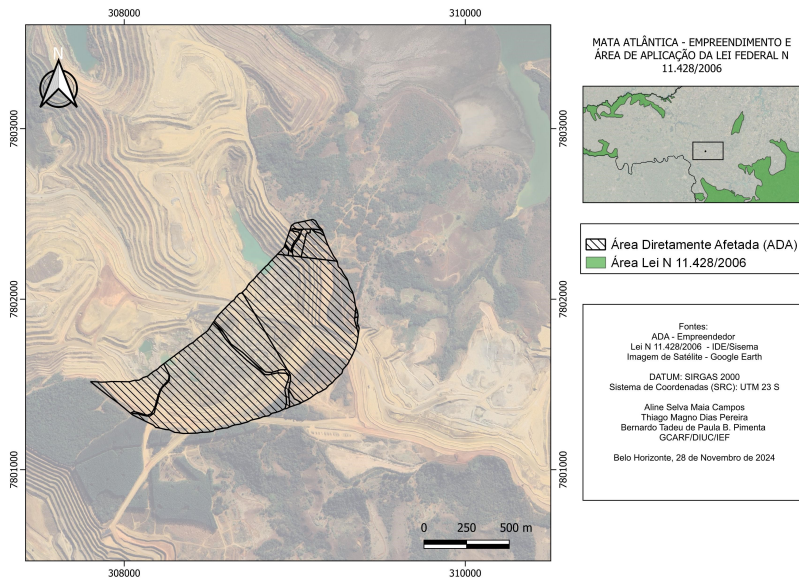 308000
310000
N
7803000
7803000
7802000
7802000
7801000
7801000
0 250 500 m
308000
310000
MATA ATLÂNTICA - EMPREENDIMENTO E
ÁREA DE APLICAÇÃO DA LEI FEDERAL N
11.428/2006
Área Diretamente Afetada (ADA)
Área Lei N 11.428/2006
Fontes:
ADA - Empreendedor
Lei N 11.428/2006 - IDE/Sisema
Imagem de Satélite - Google Earth
DATUM: SIRGAS 2000
Sistema de Coordenadas (SRC): UTM 23 S
Aline Selva Maia Campos
Thiago Magno Dias Pereira
Bernardo Tadeu de Paula B. Pimenta
GCARF/DIUC/IEF
Belo Horizonte, 28 de Novembro de 2024